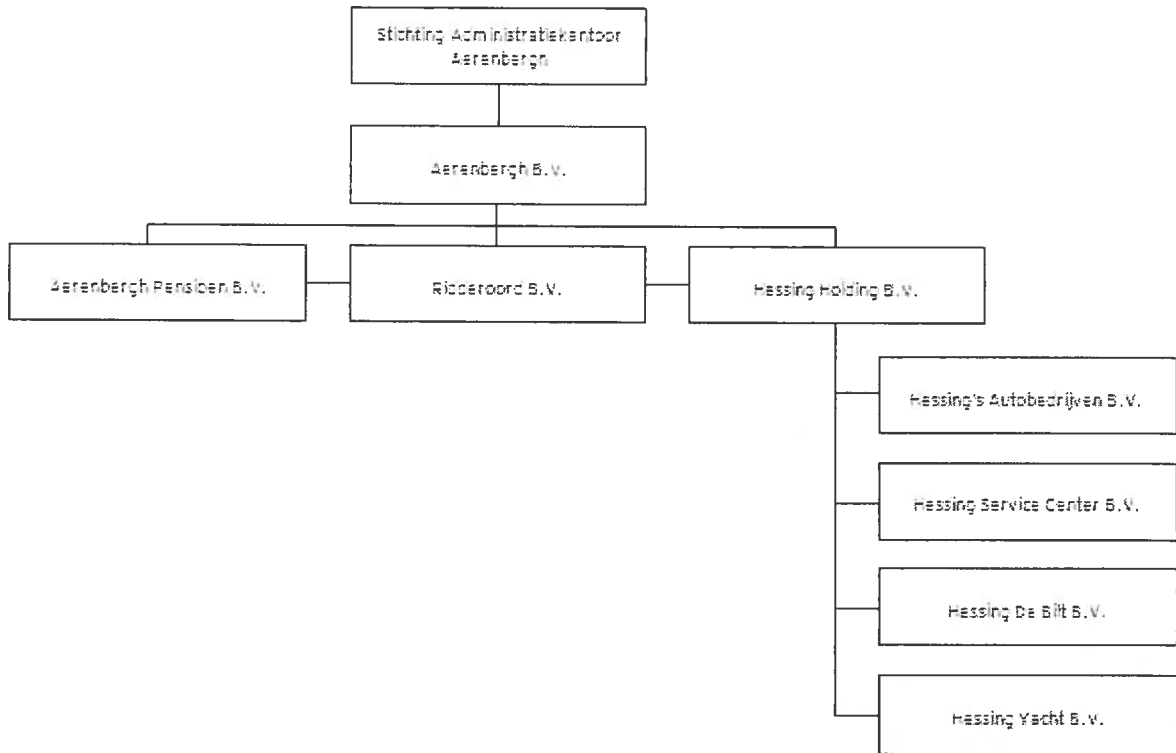 Stichting Administratiekantoor
Aerenbergh
Aerenbergh B.V.
Aerenbergh Pensioen B.V.
Ridderoord B.V.
Hessing Holding B.V.
Hessing's Autobedrijven B.V.
Hessing Service Center B.V.
Hessing De Bilt B.V.
Hessing Yacht B.V.